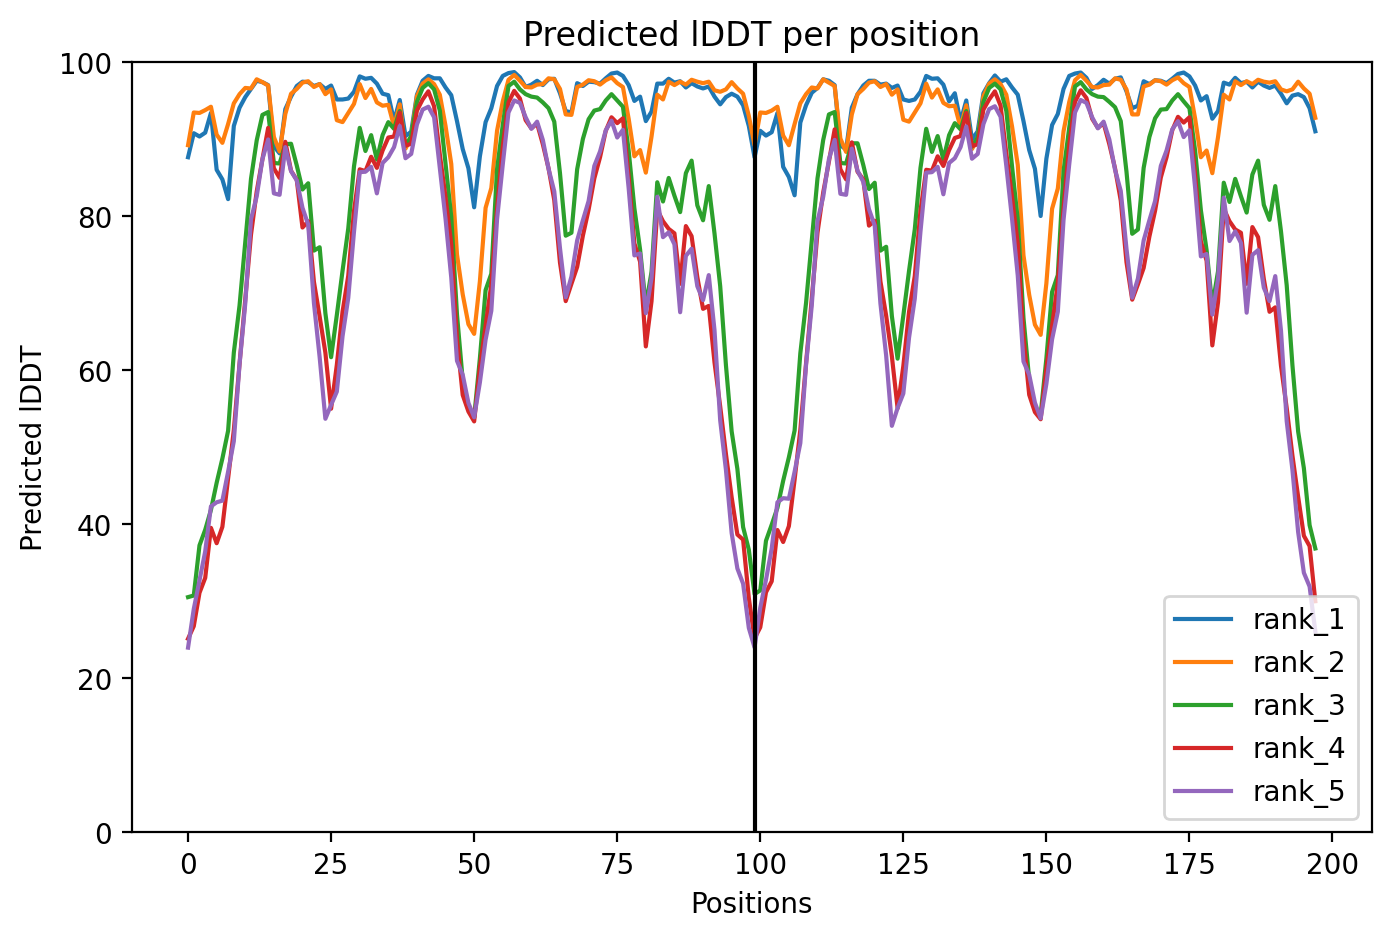 Predicted lDDT per position
100
80
60
40
20
0
Predicted lDDT
0 25 50 75 100 125 150 175 200
Positions
rank_1
rank_2
rank_3
rank_4
rank_5